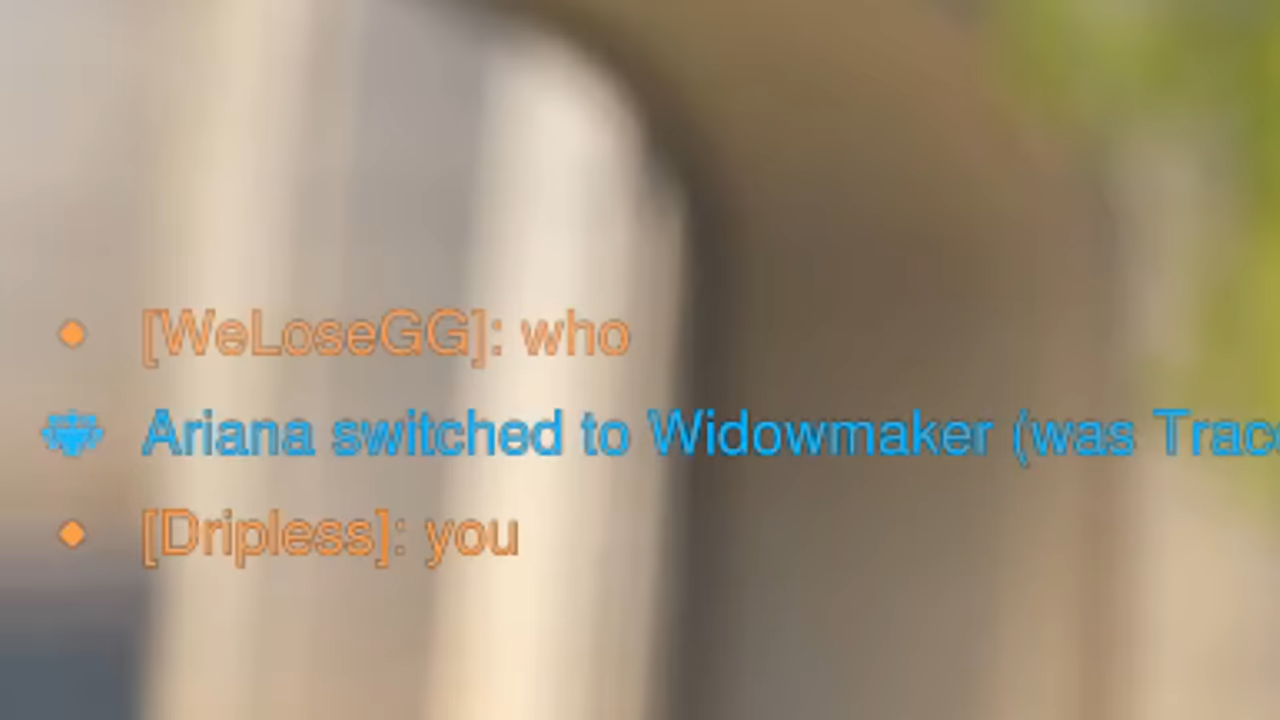 [WeLoseGG]: who
Ariana switched to Widowmaker (was
[Dripless]: you